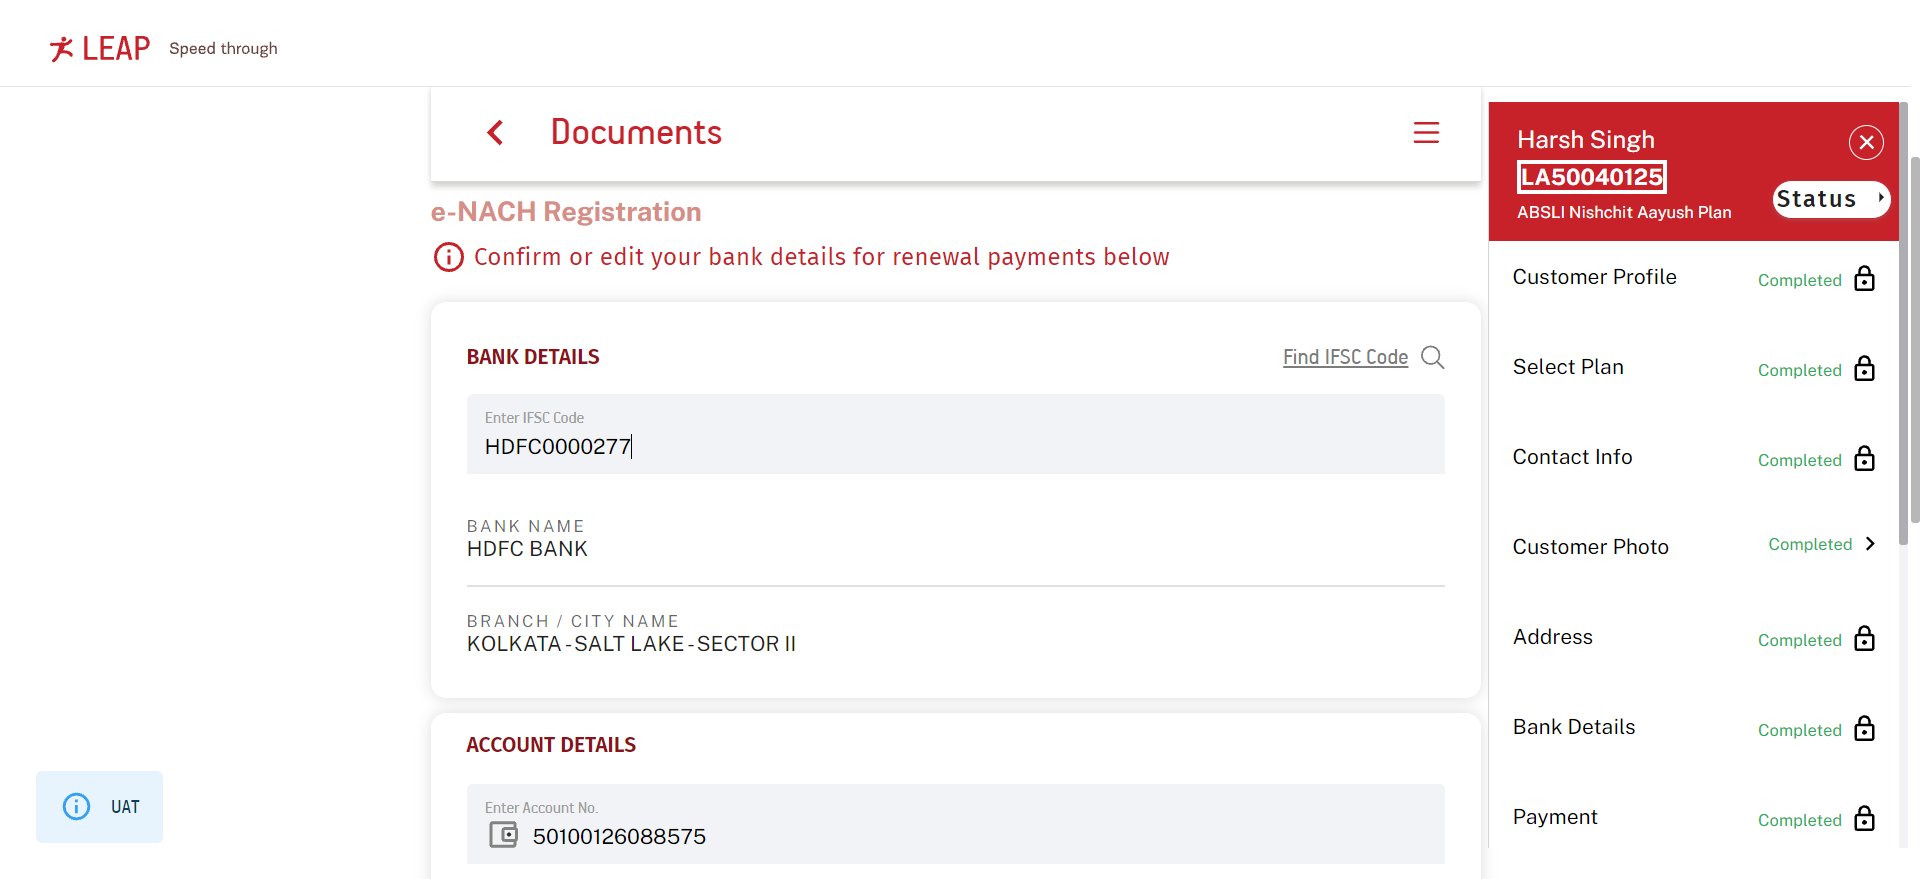 LEAP Speed through
Documents
e-NACH Registration
Confirm or edit your bank details for renewal payments below
BANK DETAILS
Find IFSC Code
Enter IFSC Code
HDFC0000277
BANK NAME
HDFC BANK
BRANCH / CITY NAME
KOLKATA - SALT LAKE - SECTOR II
ACCOUNT DETAILS
Enter Account No.
50100126088575
UAT
Harsh Singh
LA50040125
Status
ABSLI Nishchit Aayush Plan
Customer Profile Completed
Select Plan Completed
Contact Info Completed
Customer Photo Completed
Address Completed
Bank Details Completed
Payment Completed